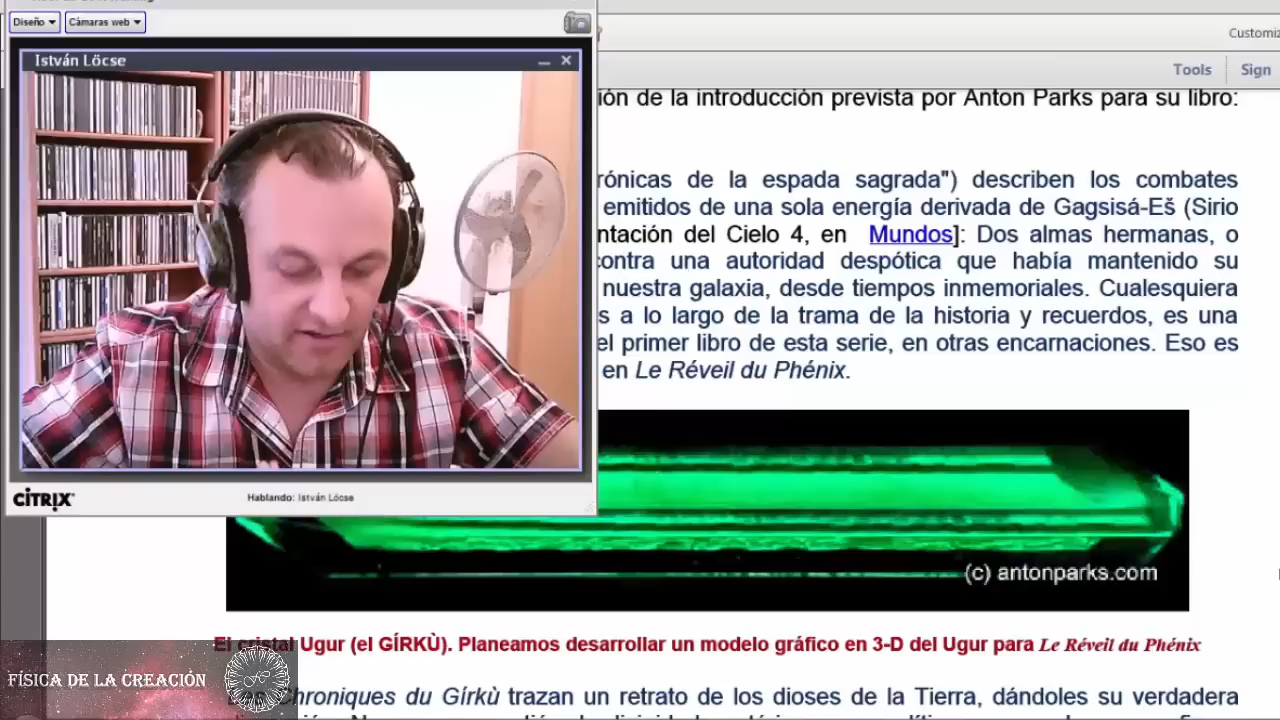 Diseño
Cámaras web
Customiz
István Löcse
Tools
Sign
ión de la introducción prevista por Anton Parks para su libro:
rónicas de la espada sagrada") describen los combates
emitidos de una sola energía derivada de Gagsisá-Eš (Sirio
ntación del Cielo 4, en Mundos]: Dos almas hermanas, o
contra una autoridad despótica que había mantenido su
nuestra galaxia, desde tiempos inmemoriales. Cualesquiera
s a lo largo de la trama de la historia y recuerdos, es una
el primer libro de esta serie, en otras encarnaciones. Eso es
en Le Réveil du Phénix.
CITRIX
Hablando: István Löcse
(c) antonparks.com
El cristal Ugur (el GÍRKÙ). Planeamos desarrollar un modelo gráfico en 3-D del Ugur para Le Réveil du Phénix
FÍSICA DE LA CREACIÓN
Chroniques du Gírkù trazan un retrato de los dioses de la Tierra, dándoles su verdadera